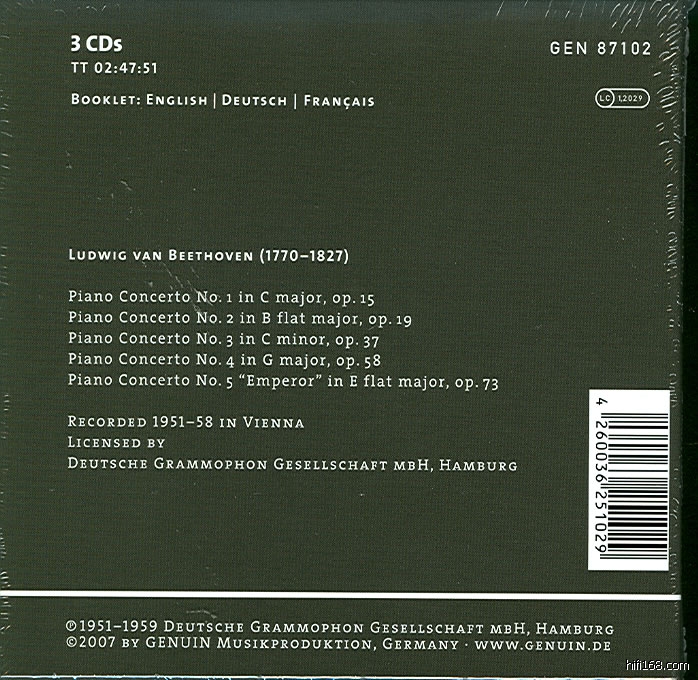 3 CDs
GEN 87102
TT 02:47:51
Booklet: English | Deutsch | Français
LC 12029
Ludwig van Beethoven (1770–1827)
Piano Concerto No. 1 in C major, op. 15
Piano Concerto No. 2 in B flat major, op. 19
Piano Concerto No. 3 in C minor, op. 37
Piano Concerto No. 4 in G major, op. 58
Piano Concerto No. 5 “Emperor” in E flat major, op. 73
Recorded 1951–58 in Vienna
Licensed by
Deutsche Grammophon Gesellschaft mbH, Hamburg
4 260036 251029
℗1951–1959 Deutsche Grammophon Gesellschaft mbH, Hamburg
©2007 by GENUIN Musikproduktion, Germany · www.genuin.de
hifi168.com